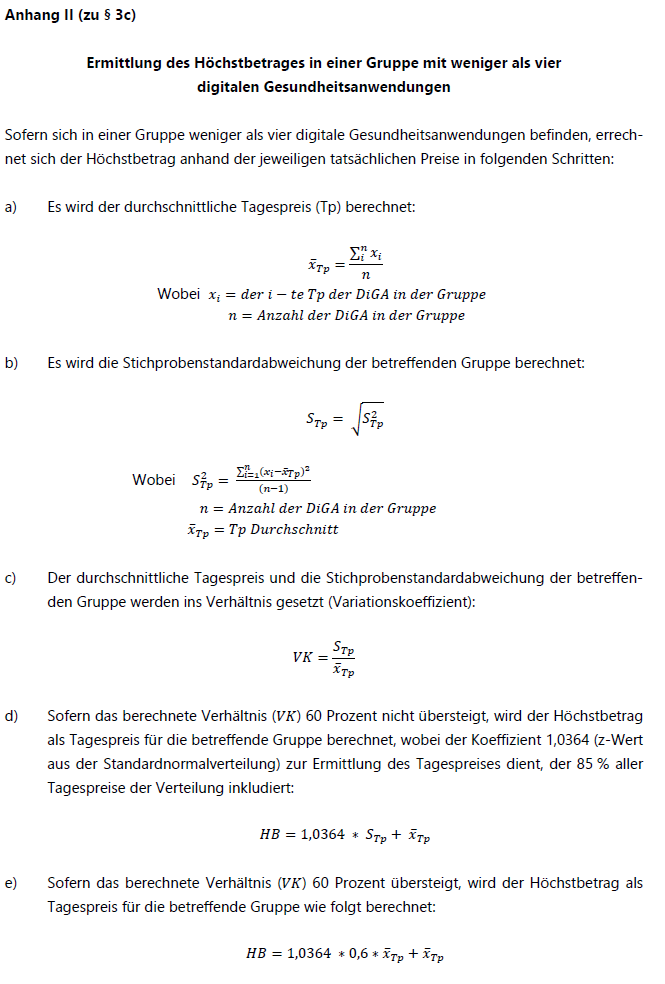 Anhang II (zu § 3c)
Ermittlung des Höchstbetrages in einer Gruppe mit weniger als vier
digitalen Gesundheitsanwendungen
Sofern sich in einer Gruppe weniger als vier digitale Gesundheitsanwendungen befinden, errech-
net sich der Höchstbetrag anhand der jeweiligen tatsächlichen Preise in folgenden Schritten:
a) Es wird der durchschnittliche Tagespreis (Tp) berechnet:
x̄_Tp = ∑_i^n x_i / n
Wobei x_i = der i − te Tp der DiGA in der Gruppe
n = Anzahl der DiGA in der Gruppe
b) Es wird die Stichprobenstandardabweichung der betreffenden Gruppe berechnet:
S_Tp = √(S_Tp^2)
Wobei S_Tp^2 = ∑_{i=1}^n (x_i−x̄_Tp)^2 / (n−1)
n = Anzahl der DiGA in der Gruppe
x̄_Tp = Tp Durchschnitt
c) Der durchschnittliche Tagespreis und die Stichprobenstandardabweichung der betreffen-
den Gruppe werden ins Verhältnis gesetzt (Variationskoeffizient):
VK = S_Tp / x̄_Tp
d) Sofern das berechnete Verhältnis (VK) 60 Prozent nicht übersteigt, wird der Höchstbetrag
als Tagespreis für die betreffende Gruppe berechnet, wobei der Koeffizient 1,0364 (z-Wert
aus der Standardnormalverteilung) zur Ermittlung des Tagespreises dient, der 85 % aller
Tagespreise der Verteilung inkludiert:
HB = 1,0364 ∗ S_Tp + x̄_Tp
e) Sofern das berechnete Verhältnis (VK) 60 Prozent übersteigt, wird der Höchstbetrag als
Tagespreis für die betreffende Gruppe wie folgt berechnet:
HB = 1,0364 ∗ 0,6 ∗ x̄_Tp + x̄_Tp